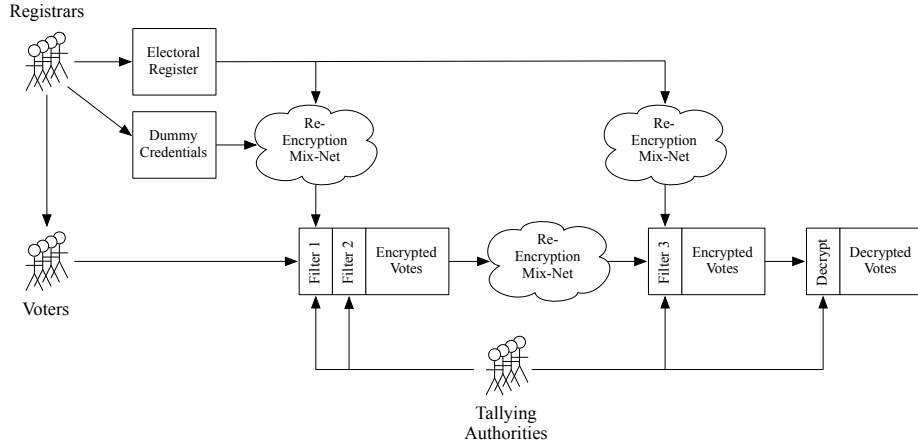 Registrars
Electoral
Register
Dummy
Credentials
Re-
Encryption
Mix-Net
Re-
Encryption
Mix-Net
Voters
Filter 1
Filter 2
Encrypted
Votes
Re-
Encryption
Mix-Net
Filter 3
Encrypted
Votes
Decrypt
Decrypted
Votes
Tallying
Authorities